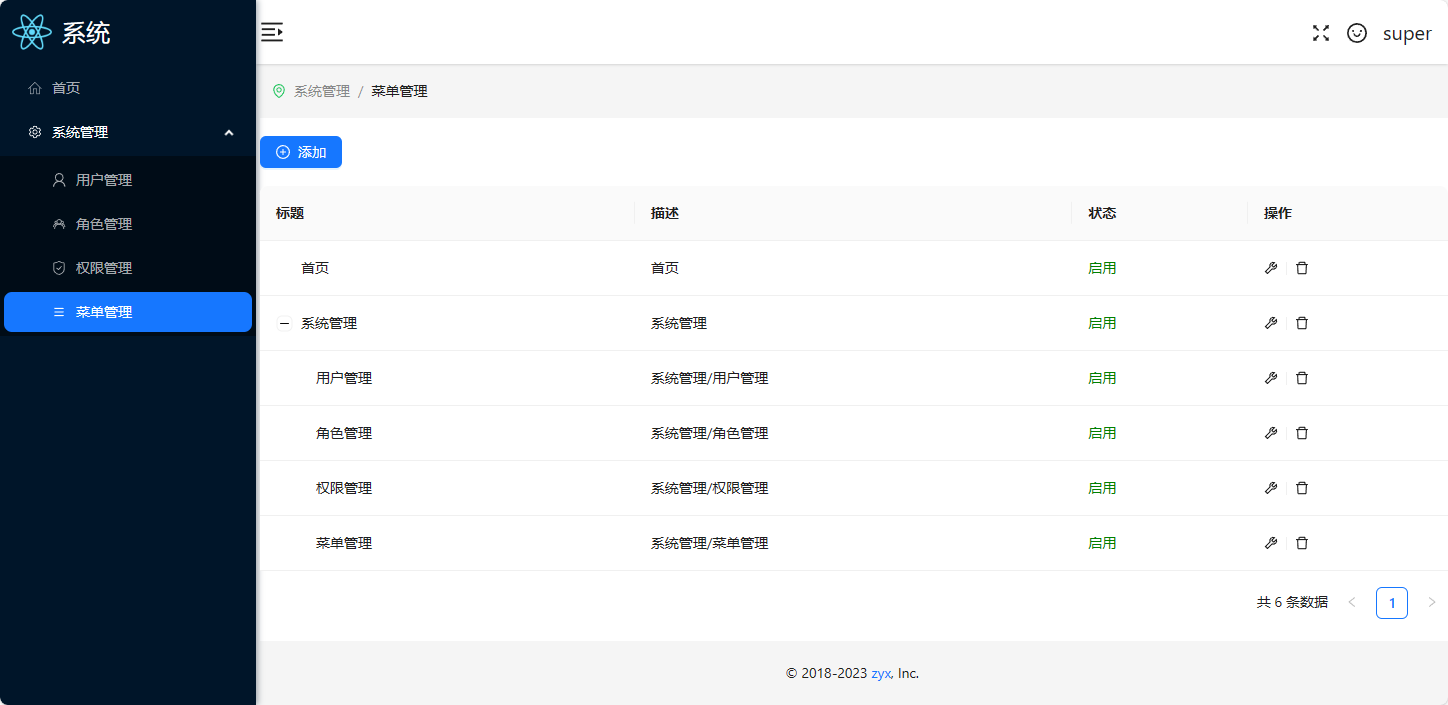 系统
super
首页
系统管理
用户管理
角色管理
权限管理
菜单管理
系统管理 / 菜单管理
添加
标题 描述 状态 操作
首页 首页 启用
系统管理 系统管理 启用
用户管理 系统管理/用户管理 启用
角色管理 系统管理/角色管理 启用
权限管理 系统管理/权限管理 启用
菜单管理 系统管理/菜单管理 启用
共 6 条数据 1
© 2018-2023 zyx, Inc.